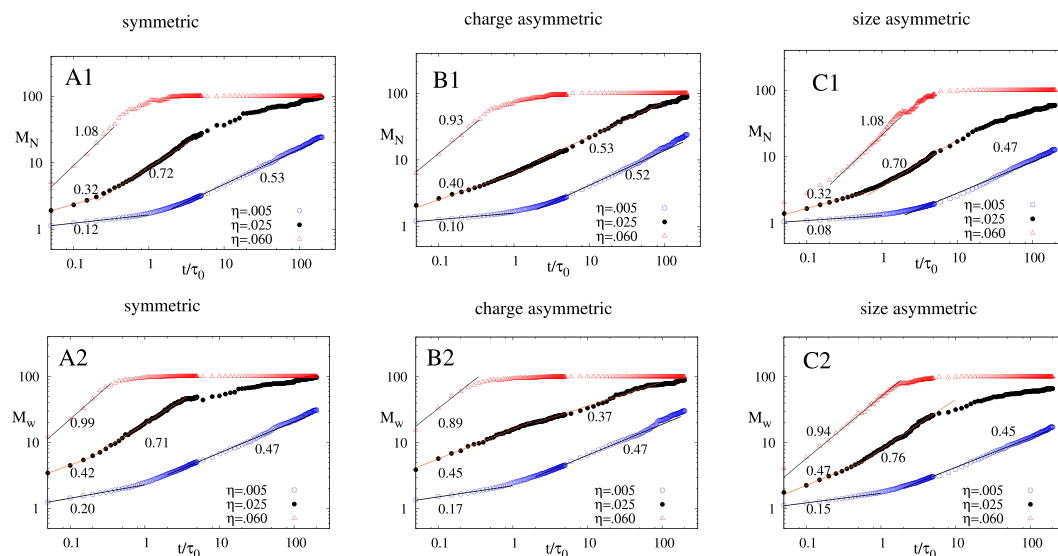 symmetric
charge asymmetric
size asymmetric
A1
B1
C1
M_N
100
10
1
1.08
0.32
0.72
0.53
0.12
η=.005
η=.025
η=.060
0.1
1
10
100
t/τ_0
M_N
100
10
1
0.93
0.40
0.53
0.52
0.10
η=.005
η=.025
η=.060
0.1
1
10
100
t/τ_0
M_N
100
10
1
1.08
0.32
0.70
0.47
0.08
η=.005
η=.025
η=.060
0.1
1
10
100
t/τ_0
symmetric
charge asymmetric
size asymmetric
A2
B2
C2
M_w
100
10
1
0.99
0.42
0.71
0.47
0.20
η=.005
η=.025
η=.060
0.1
1
10
100
t/τ_0
M_w
100
10
1
0.89
0.45
0.37
0.47
0.17
η=.005
η=.025
η=.060
0.1
1
10
100
t/τ_0
M_w
100
10
1
0.94
0.47
0.76
0.45
0.15
η=.005
η=.025
η=.060
0.1
1
10
100
t/τ_0